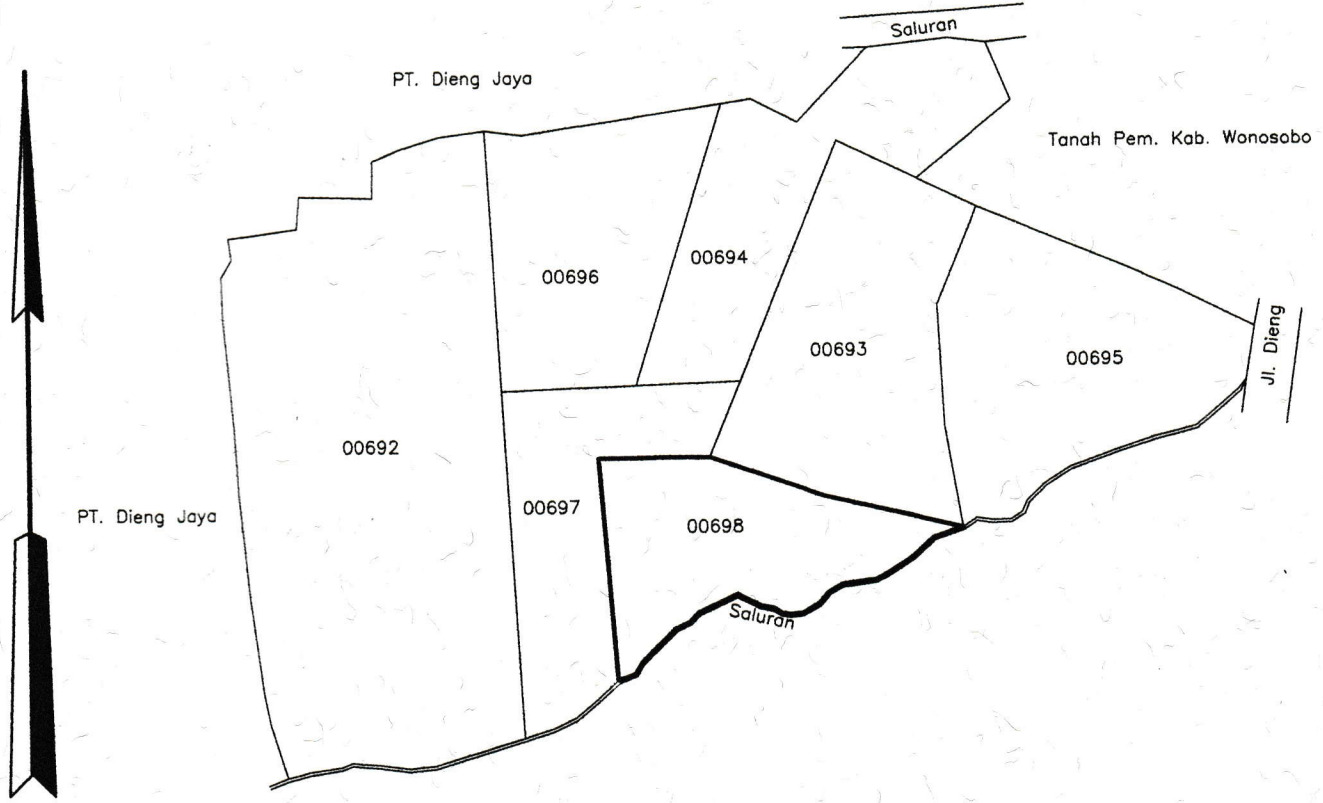 Saluran
PT. Dieng Jaya
Tanah Pem. Kab. Wonosobo
00694
00696
Jl. Dieng
00693
00695
00692
00697
PT. Dieng Jaya
00698
Saluran